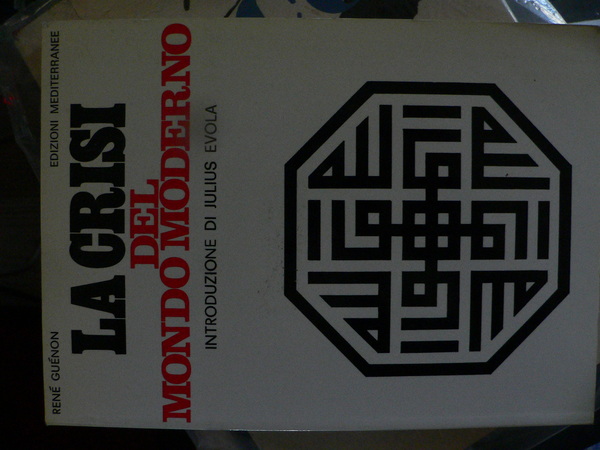 RENÉ GUÉNON
EDIZIONI MEDITERRANEE
LA CRISI
DEL
MONDO MODERNO
INTRODUZIONE DI JULIUS EVOLA